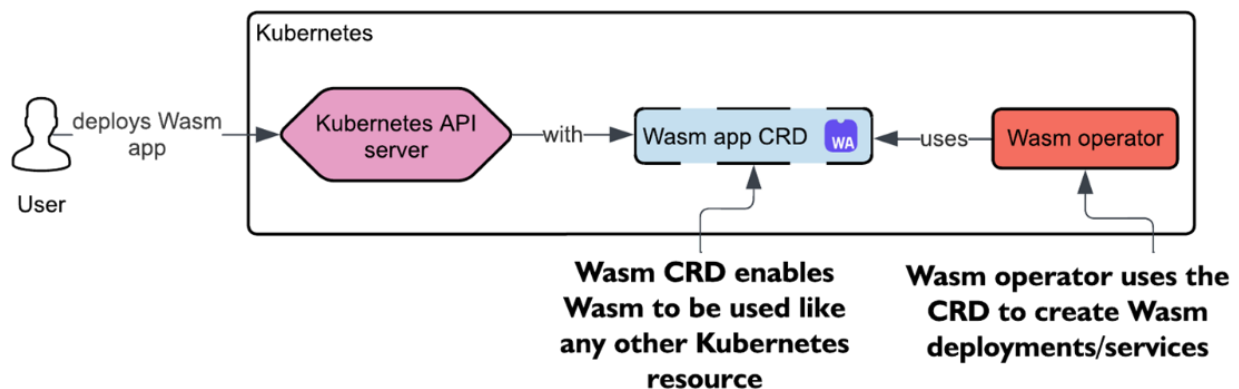 Kubernetes
deploys Wasm
app
Kubernetes API
server
with
Wasm app CRD
WA
uses
Wasm operator
User
Wasm CRD enables
Wasm to be used like
any other Kubernetes
resource
Wasm operator uses the
CRD to create Wasm
deployments/services